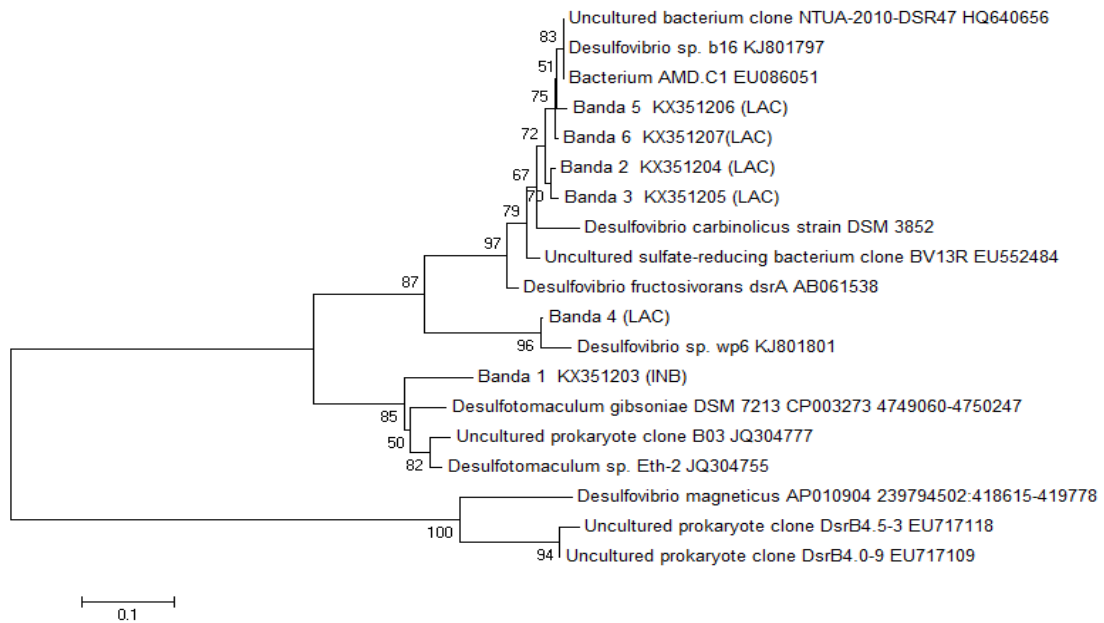 Uncultured bacterium clone NTUA-2010-DSR47 HQ640656
83
Desulfovibrio sp. b16 KJ801797
51
Bacterium AMD.C1 EU086051
75
Banda 5 KX351206 (LAC)
72
Banda 6 KX351207(LAC)
67
Banda 2 KX351204 (LAC)
70
Banda 3 KX351205 (LAC)
79
Desulfovibrio carbinolicus strain DSM 3852
97
Uncultured sulfate-reducing bacterium clone BV13R EU552484
87
Desulfovibrio fructosivorans dsrA AB061538
Banda 4 (LAC)
96
Desulfovibrio sp. wp6 KJ801801
Banda 1 KX351203 (INB)
85
Desulfotomaculum gibsoniae DSM 7213 CP003273 4749060-4750247
50
Uncultured prokaryote clone B03 JQ304777
82
Desulfotomaculum sp. Eth-2 JQ304755
Desulfovibrio magneticus AP010904 239794502:418615-419778
100
Uncultured prokaryote clone DsrB4.5-3 EU717118
94
Uncultured prokaryote clone DsrB4.0-9 EU717109
0.1